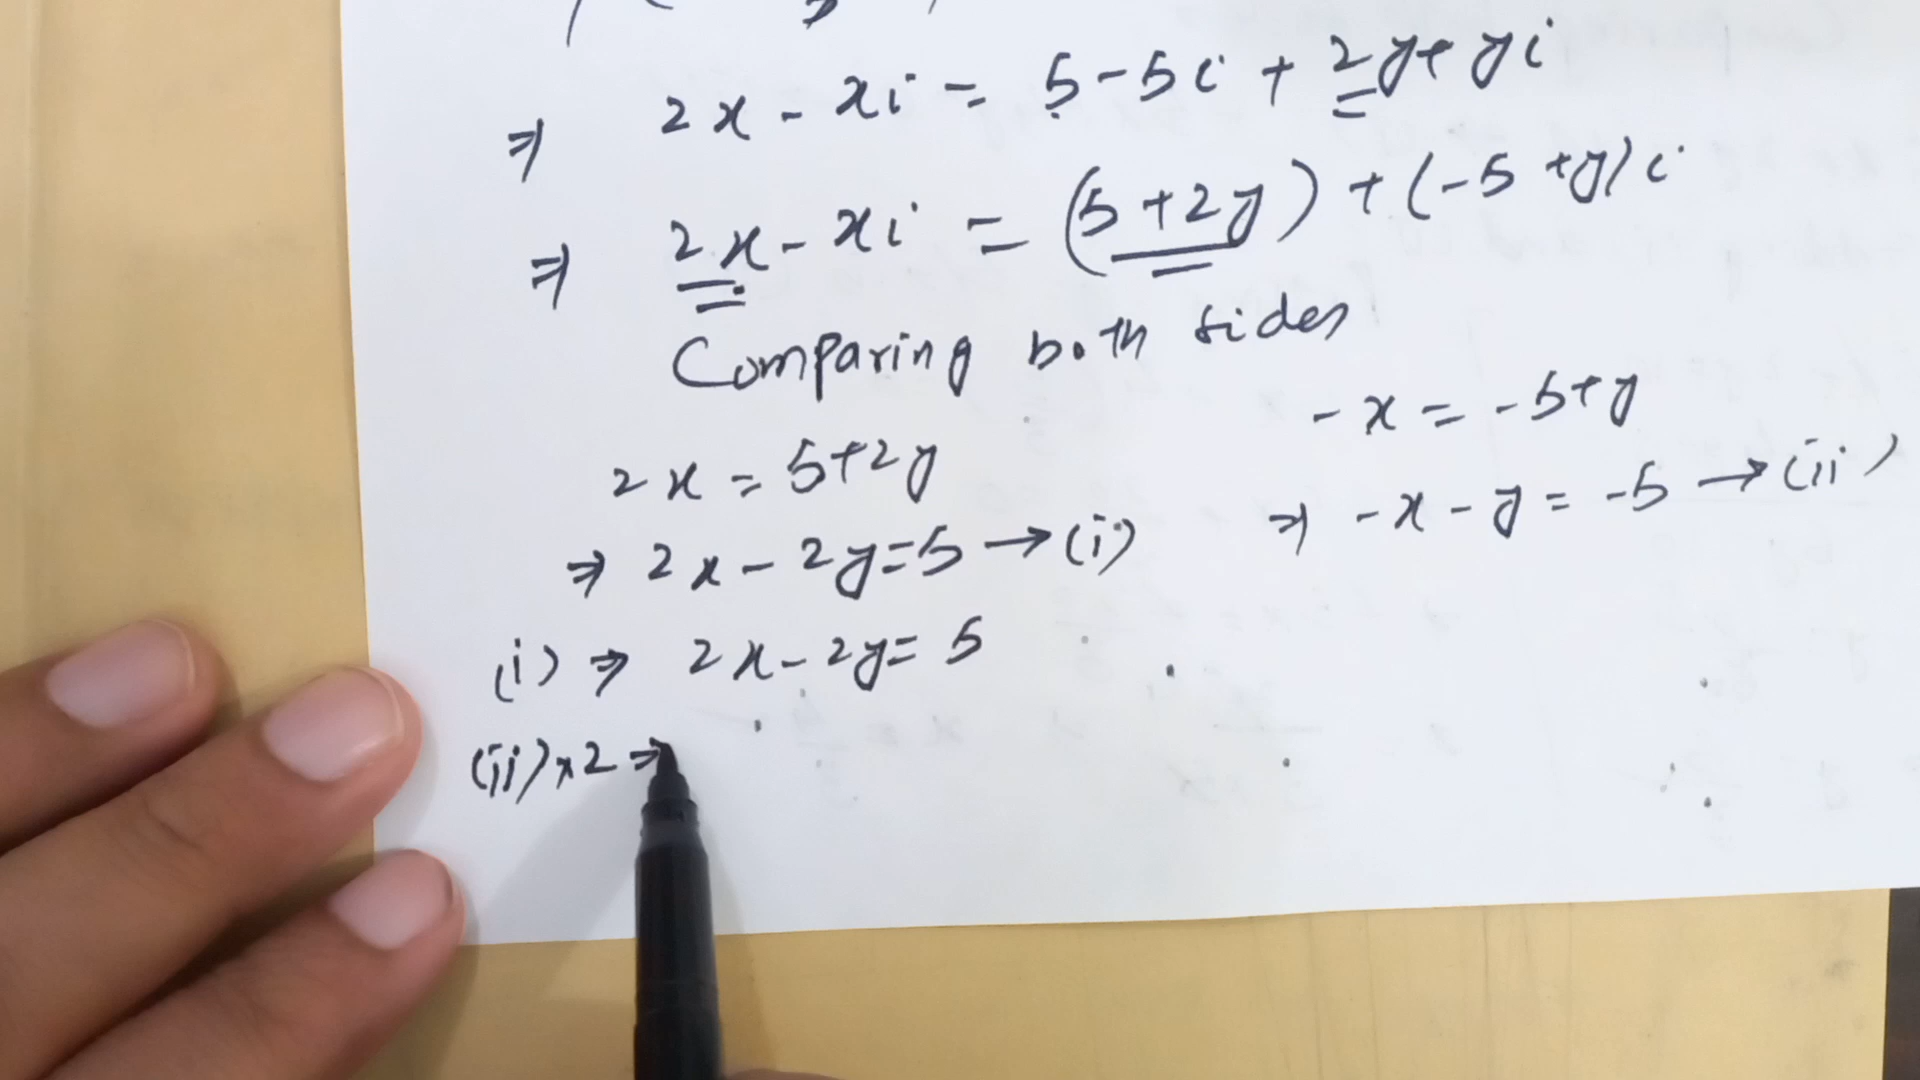 ⇒ 2x - xi = 5 - 5i + 2y + yi
⇒ 2x - xi = (5+2y) + (-5+y)i
Comparing both sides
2x = 5+2y
-x = -5+y
⇒ 2x - 2y = 5 → (i)
⇒ -x - y = -5 → (ii)
(i) ⇒ 2x - 2y = 5
(ii)×2 ⇒